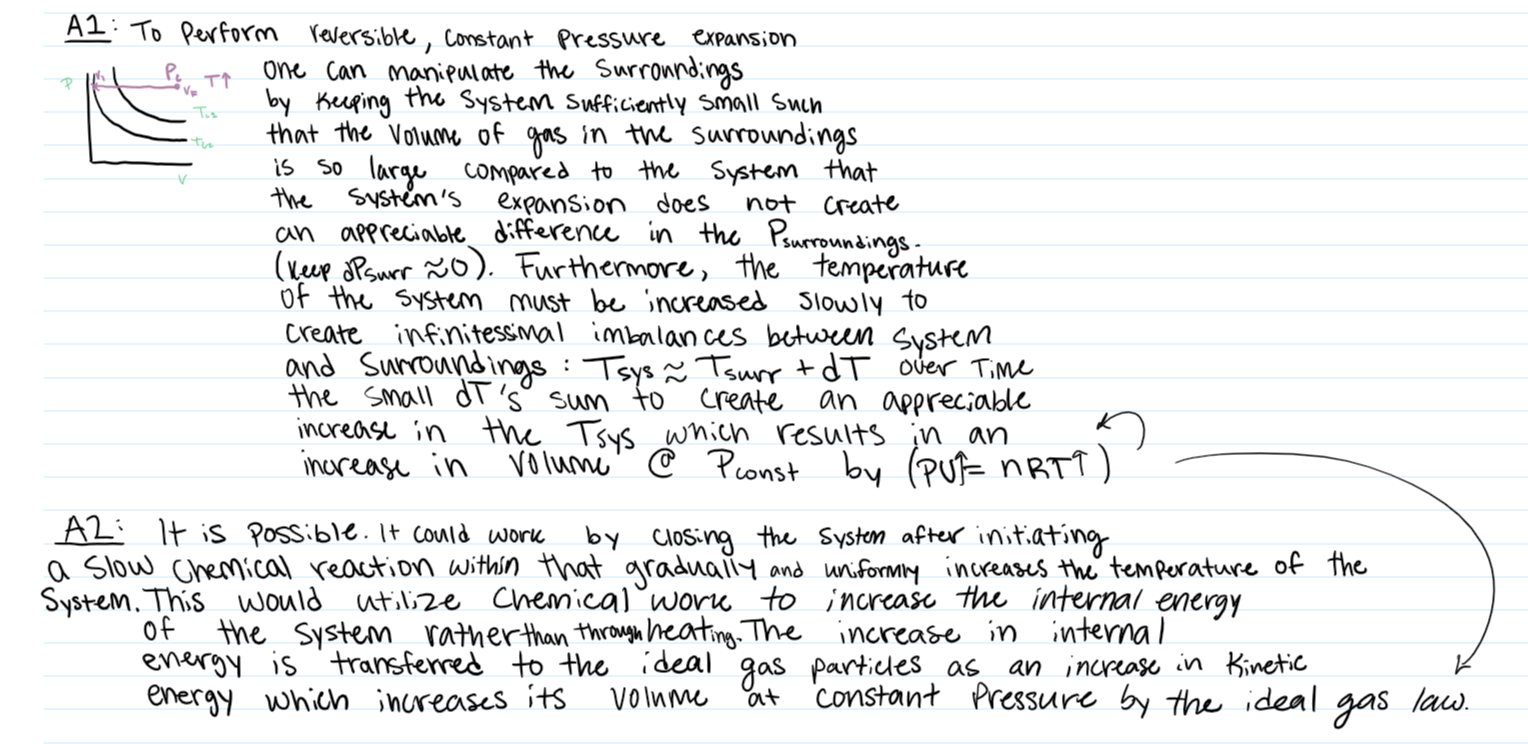 A1: To Perform reversible, constant Pressure expansion
one can manipulate the Surroundings
by Keeping the System sufficiently small such
that the Volume of gas in the surroundings
is so large compared to the System that
the system's expansion does not create
an appreciable difference in the Psurroundings.
(keep dPsurr ≈0). Furthermore, the temperature
Of the System must be increased slowly to
Create infinitessimal imbalances between System
and Surroundings: Tsys ≈ Tsurr + dT over Time
the small dT's sum to create an appreciable
increase in the Tsys which results in an
increase in Volume @ Pconst by (PV↑= nRT↑)
P
T↑
V
A2: It is possible. It could work by closing the System after initiating
a Slow Chemical reaction within that gradually and uniformly increases the temperature of the
System. This would utilize Chemical work to increase the internal energy
of the System rather than through heating. The increase in internal
energy is transferred to the ideal gas particles as an increase in Kinetic
energy which increases its Volume at constant Pressure by the ideal gas law.